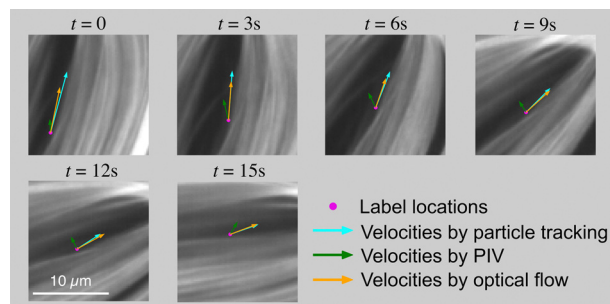 t = 0
t = 3s
t = 6s
t = 9s
t = 12s
t = 15s
10 µm
Label locations
Velocities by particle tracking
Velocities by PIV
Velocities by optical flow